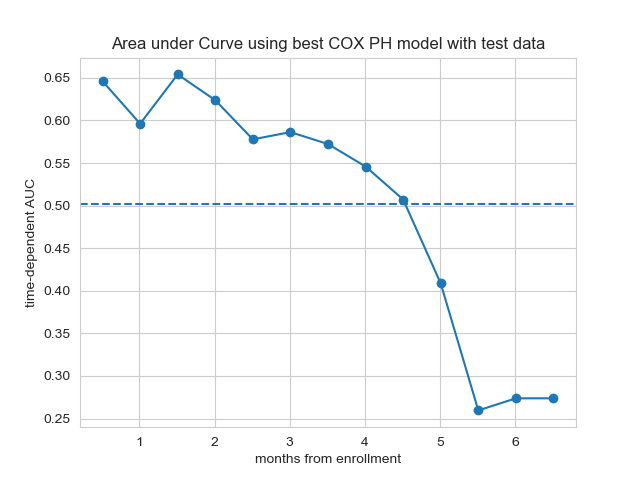 Area under Curve using best COX PH model with test data
time-dependent AUC
0.65
0.60
0.55
0.50
0.45
0.40
0.35
0.30
0.25
1 2 3 4 5 6
months from enrollment